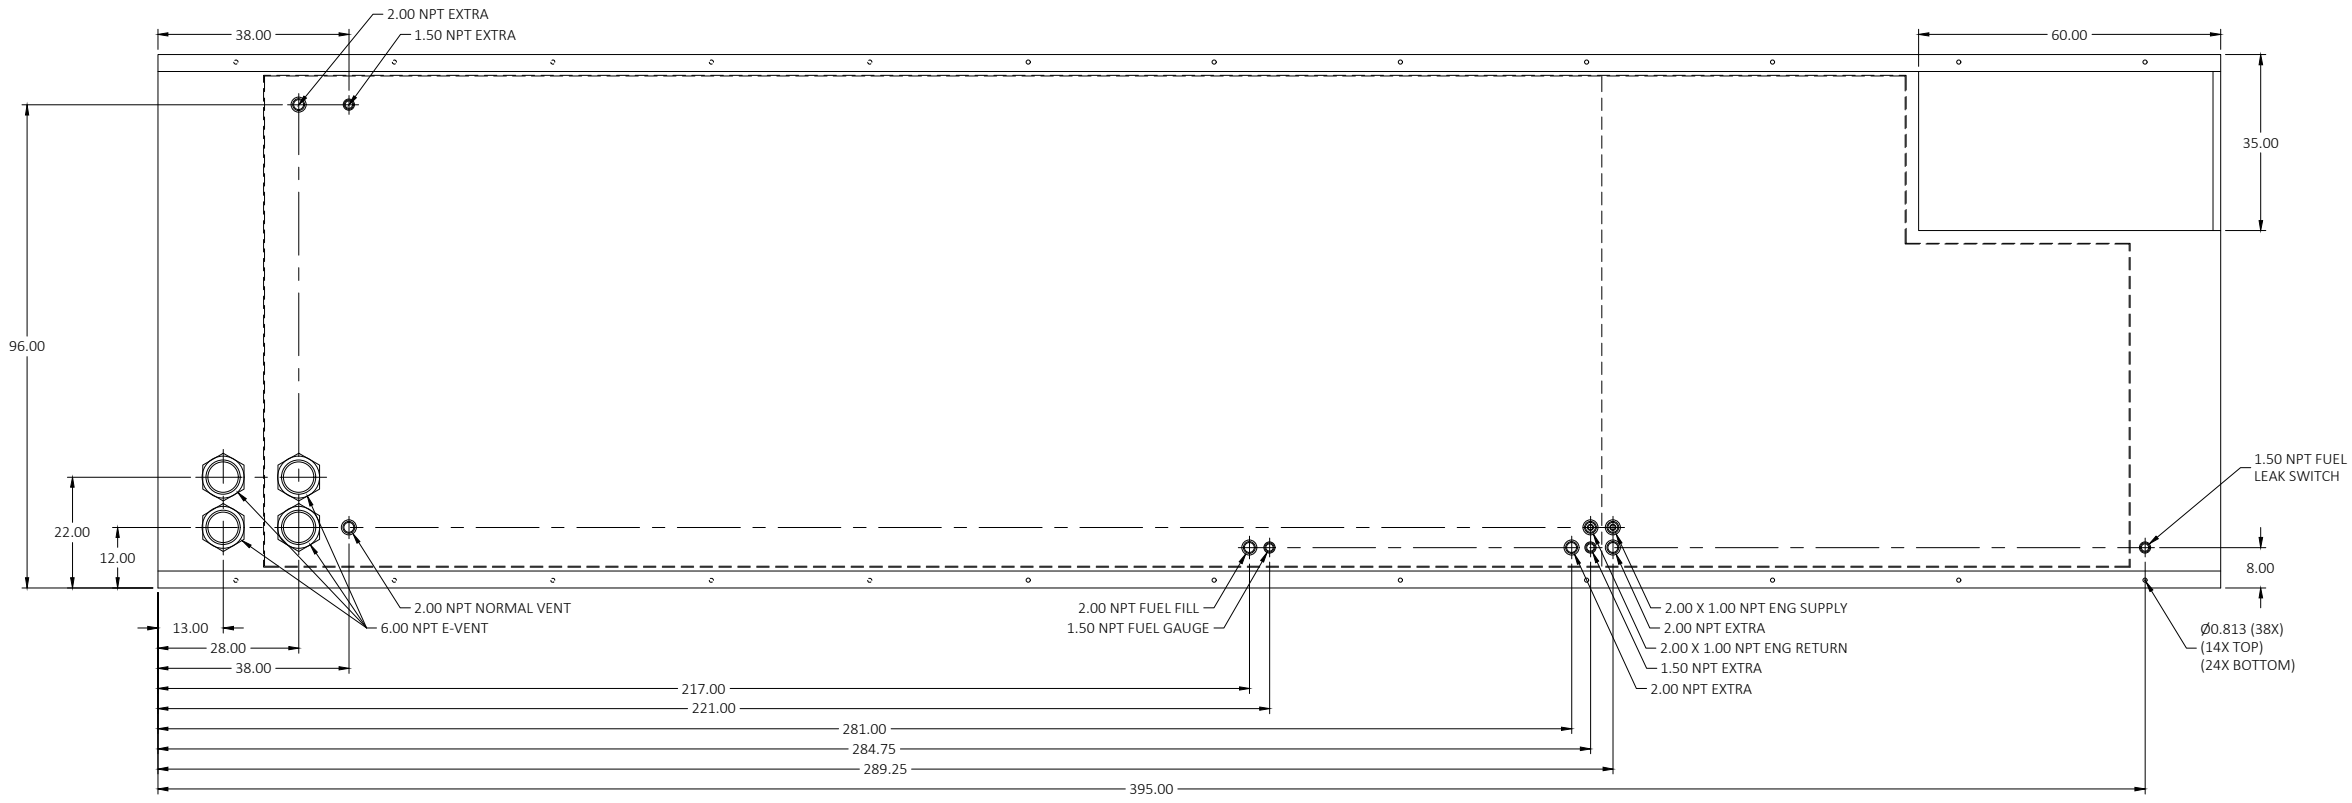 2.00 NPT EXTRA
38.00
1.50 NPT EXTRA
60.00
35.00
96.00
1.50 NPT FUEL
LEAK SWITCH
22.00
12.00
8.00
2.00 NPT NORMAL VENT
2.00 NPT FUEL FILL
2.00 X 1.00 NPT ENG SUPPLY
13.00
6.00 NPT E-VENT
1.50 NPT FUEL GAUGE
2.00 NPT EXTRA
Ø0.813 (38X)
(14X TOP)
(24X BOTTOM)
28.00
2.00 X 1.00 NPT ENG RETURN
38.00
1.50 NPT EXTRA
217.00
2.00 NPT EXTRA
221.00
281.00
284.75
289.25
395.00